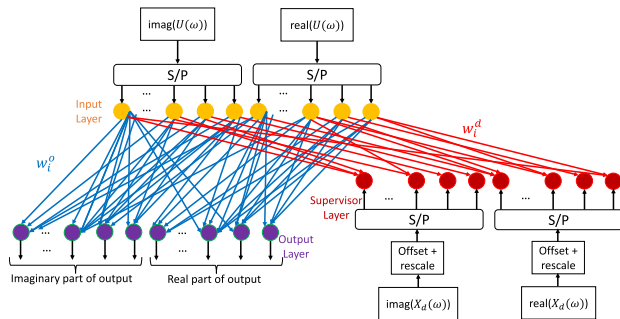 imag(U(ω)) real(U(ω))
S/P S/P
... ... ... ...
Input
Layer
w_i^o
w_i^d
Supervisor
Layer
... ...
S/P S/P
Output
Layer
... ...
... ...
Imaginary part of output Real part of output
Offset +
rescale
Offset +
rescale
imag(X_d(ω)) real(X_d(ω))